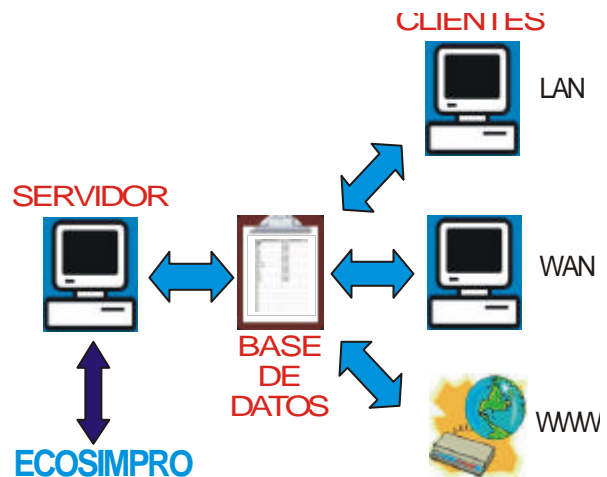 CLIENTES
LAN
SERVIDOR
WAN
BASE
DE
DATOS
WWW
ECOSIMPRO